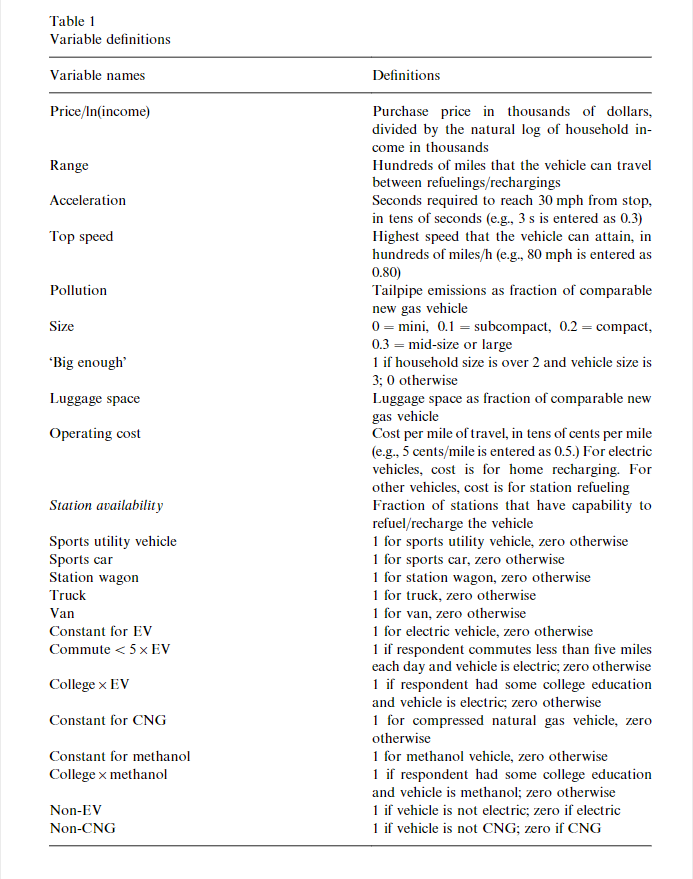 Table 1
Variable definitions
Variable names Definitions
Price/ln(income) Purchase price in thousands of dollars,
divided by the natural log of household in-
come in thousands
Range Hundreds of miles that the vehicle can travel
between refuelings/rechargings
Acceleration Seconds required to reach 30 mph from stop,
in tens of seconds (e.g., 3 s is entered as 0.3)
Top speed Highest speed that the vehicle can attain, in
hundreds of miles/h (e.g., 80 mph is entered as
0.80)
Pollution Tailpipe emissions as fraction of comparable
new gas vehicle
Size 0 = mini, 0.1 = subcompact, 0.2 = compact,
0.3 = mid-size or large
‘Big enough’ 1 if household size is over 2 and vehicle size is
3; 0 otherwise
Luggage space Luggage space as fraction of comparable new
gas vehicle
Operating cost Cost per mile of travel, in tens of cents per mile
(e.g., 5 cents/mile is entered as 0.5.) For electric
vehicles, cost is for home recharging. For
other vehicles, cost is for station refueling
Station availability Fraction of stations that have capability to
refuel/recharge the vehicle
Sports utility vehicle 1 for sports utility vehicle, zero otherwise
Sports car 1 for sports car, zero otherwise
Station wagon 1 for station wagon, zero otherwise
Truck 1 for truck, zero otherwise
Van 1 for van, zero otherwise
Constant for EV 1 for electric vehicle, zero otherwise
Commute < 5 × EV 1 if respondent commutes less than five miles
each day and vehicle is electric; zero otherwise
College × EV 1 if respondent had some college education
and vehicle is electric; zero otherwise
Constant for CNG 1 for compressed natural gas vehicle, zero
otherwise
Constant for methanol 1 for methanol vehicle, zero otherwise
College × methanol 1 if respondent had some college education
and vehicle is methanol; zero otherwise
Non-EV 1 if vehicle is not electric; zero if electric
Non-CNG 1 if vehicle is not CNG; zero if CNG